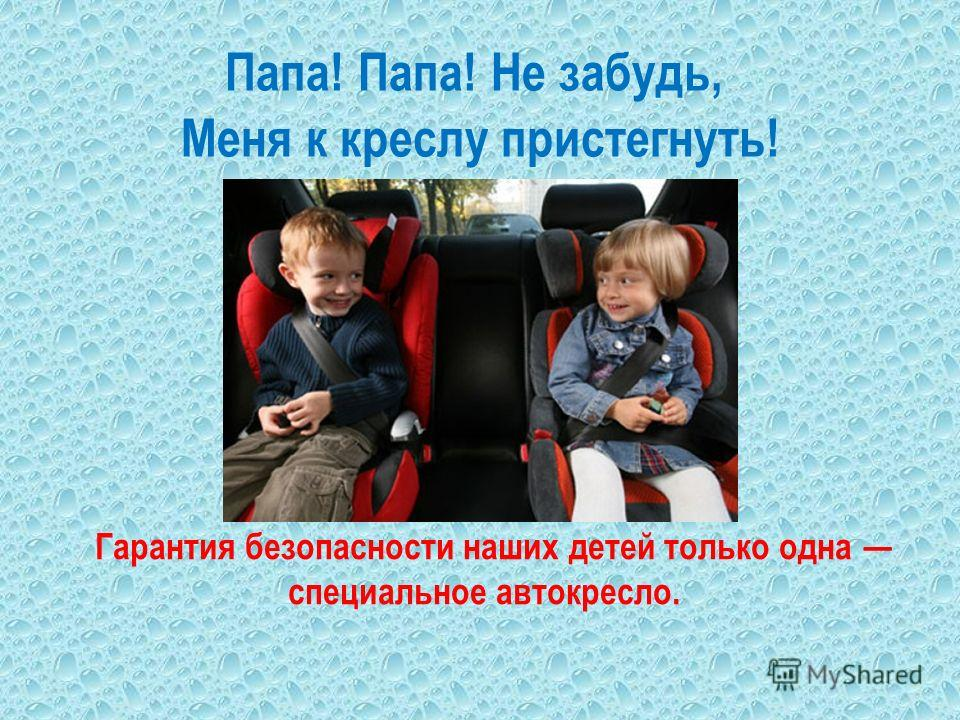 Папа! Папа! Не забудь,
Меня к креслу пристегнуть!
Гарантия безопасности наших детей только одна —
специальное автокресло.
MyShared